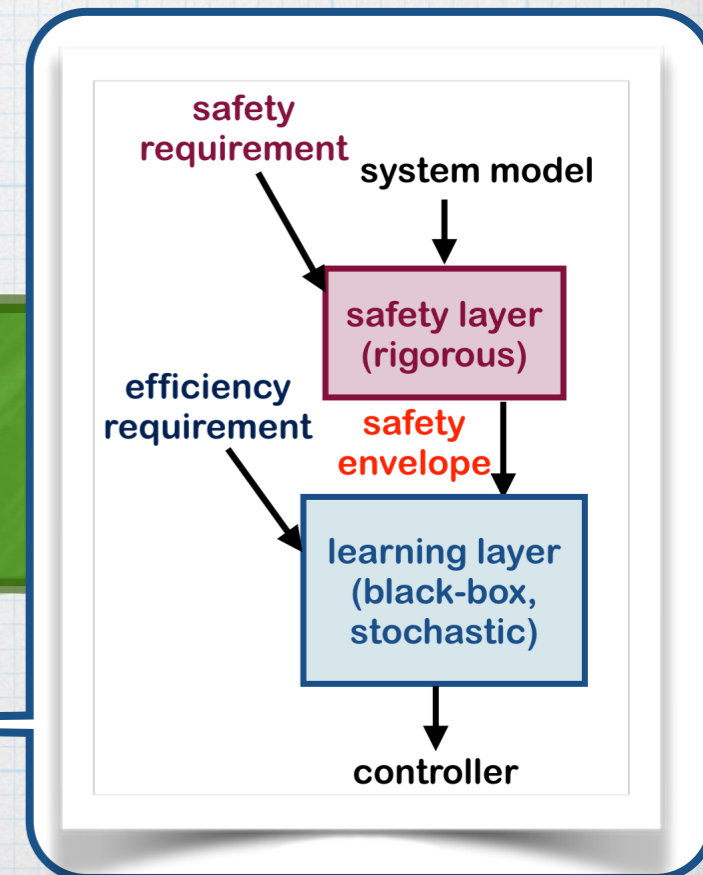 safety
requirement
system model
safety layer
(rigorous)
efficiency
requirement
safety
envelope
learning layer
(black-box,
stochastic)
controller